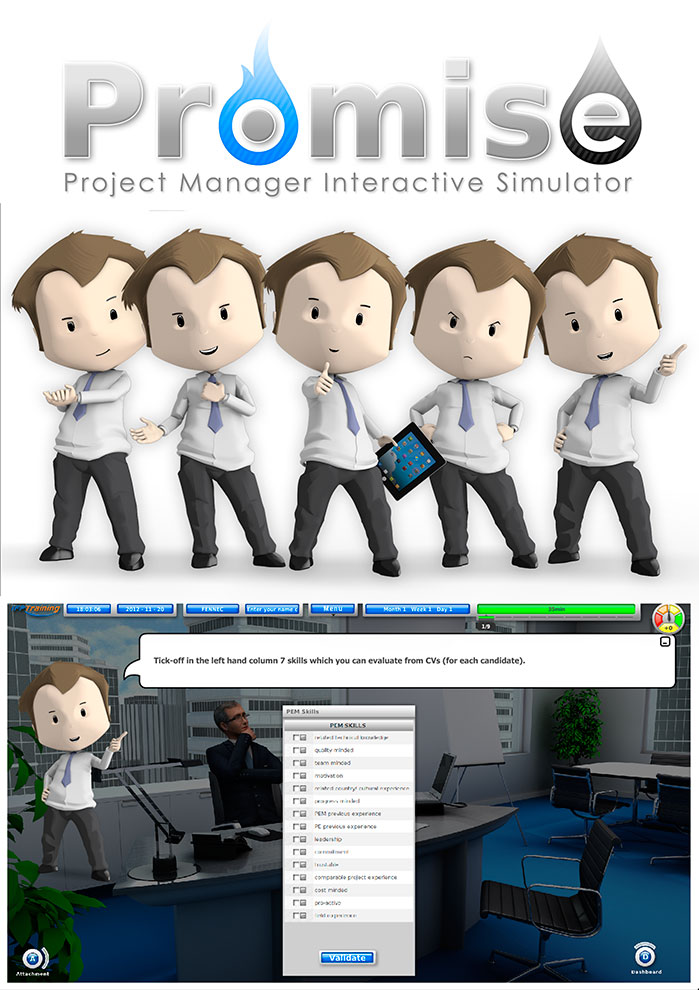 Promise
Project Manager Interactive Simulator
Training
18:03:06
2012 - 11 - 20
FENNEC
Enter your name
Menu
Month 1 Week 1 Day 1
35min
1/9
+0
Tick-off in the left hand column 7 skills which you can evaluate from CVs (for each candidate).
PEM Skills
PEM SKILLS
related technical knowledge
quality minded
team minded
motivation
related country/ cultural experience
progress minded
PEM previous experience
PE previous experience
leadership
commitment
comparable project experience
cost minded
pro-active
field experience
Validate
A
Attachment
D
Dashboard